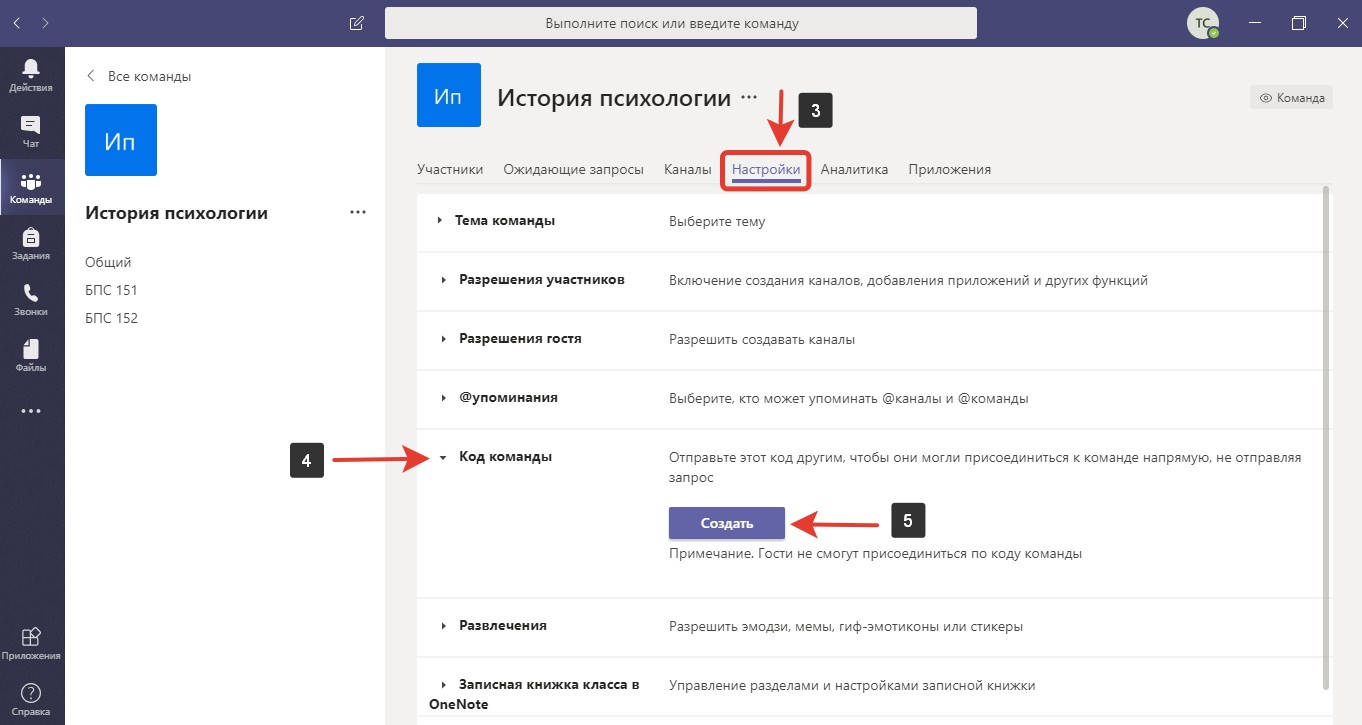 Выполните поиск или введите команду
TC
Действия
Чат
Команды
Задания
Звонки
Файлы
Приложения
Справка
Все команды
Ип
История психологии
Общий
БПС 151
БПС 152
Ип
История психологии
3
Команда
Участники Ожидающие запросы Каналы Настройки Аналитика Приложения
Тема команды Выберите тему
Разрешения участников Включение создания каналов, добавления приложений и других функций
Разрешения гостя Разрешить создавать каналы
@упоминания Выберите, кто может упоминать @каналы и @команды
4
Код команды Отправьте этот код другим, чтобы они могли присоединиться к команде напрямую, не отправляя
запрос
Создать
5
Примечание. Гости не смогут присоединиться по коду команды
Развлечения Разрешить эмодзи, мемы, гиф-эмотиконы или стикеры
Записная книжка класса в Управление разделами и настройками записной книжки
OneNote